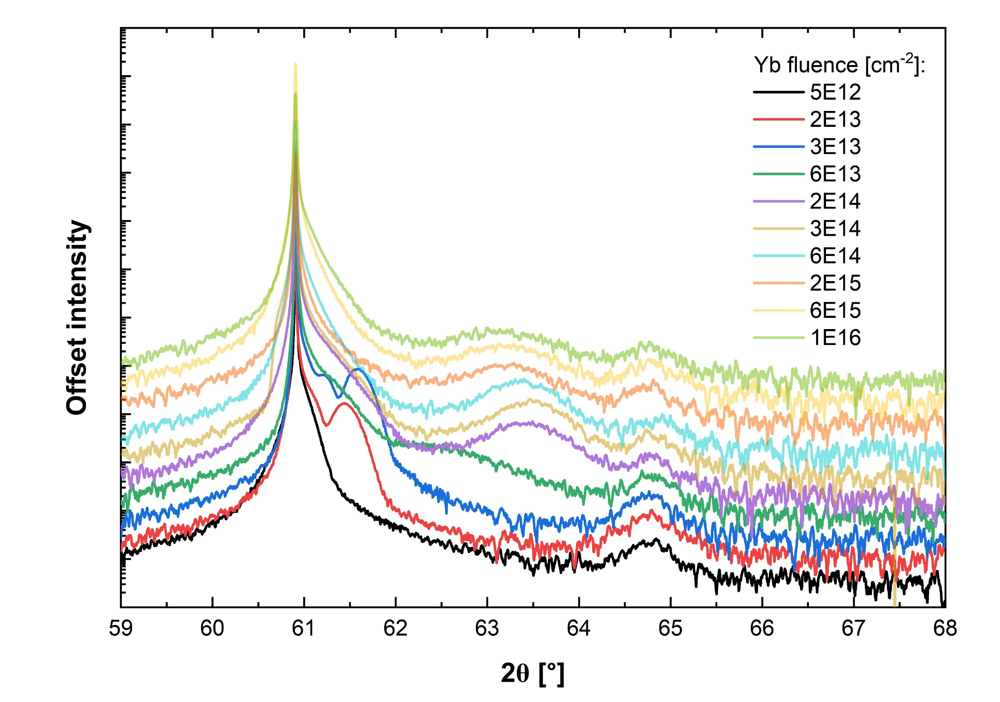 Yb fluence [cm-2]:
5E12
2E13
3E13
6E13
2E14
3E14
6E14
2E15
6E15
1E16
Offset intensity
59 60 61 62 63 64 65 66 67 68
2θ [°]